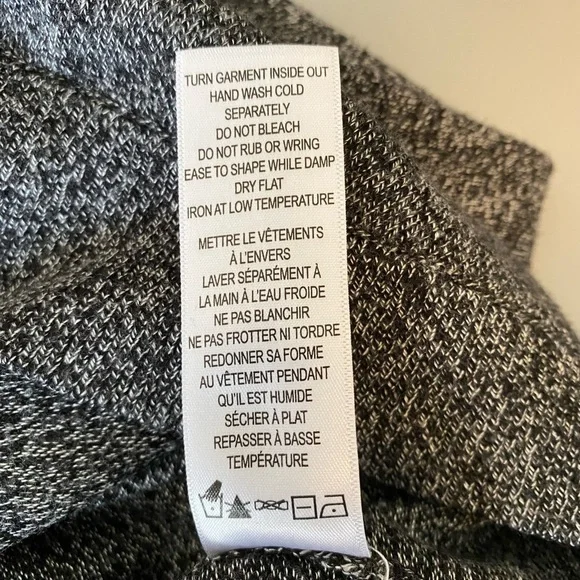 TURN GARMENT INSIDE OUT
HAND WASH COLD
SEPARATELY
DO NOT BLEACH
DO NOT RUB OR WRING
EASE TO SHAPE WHILE DAMP
DRY FLAT
IRON AT LOW TEMPERATURE
METTRE LE VÊTEMENTS
À L'ENVERS
LAVER SÉPARÉMENT À
LA MAIN À L'EAU FROIDE
NE PAS BLANCHIR
NE PAS FROTTER NI TORDRE
REDONNER SA FORME
AU VÊTEMENT PENDANT
QU'IL EST HUMIDE
SÉCHER À PLAT
REPASSER À BASSE
TEMPÉRATURE